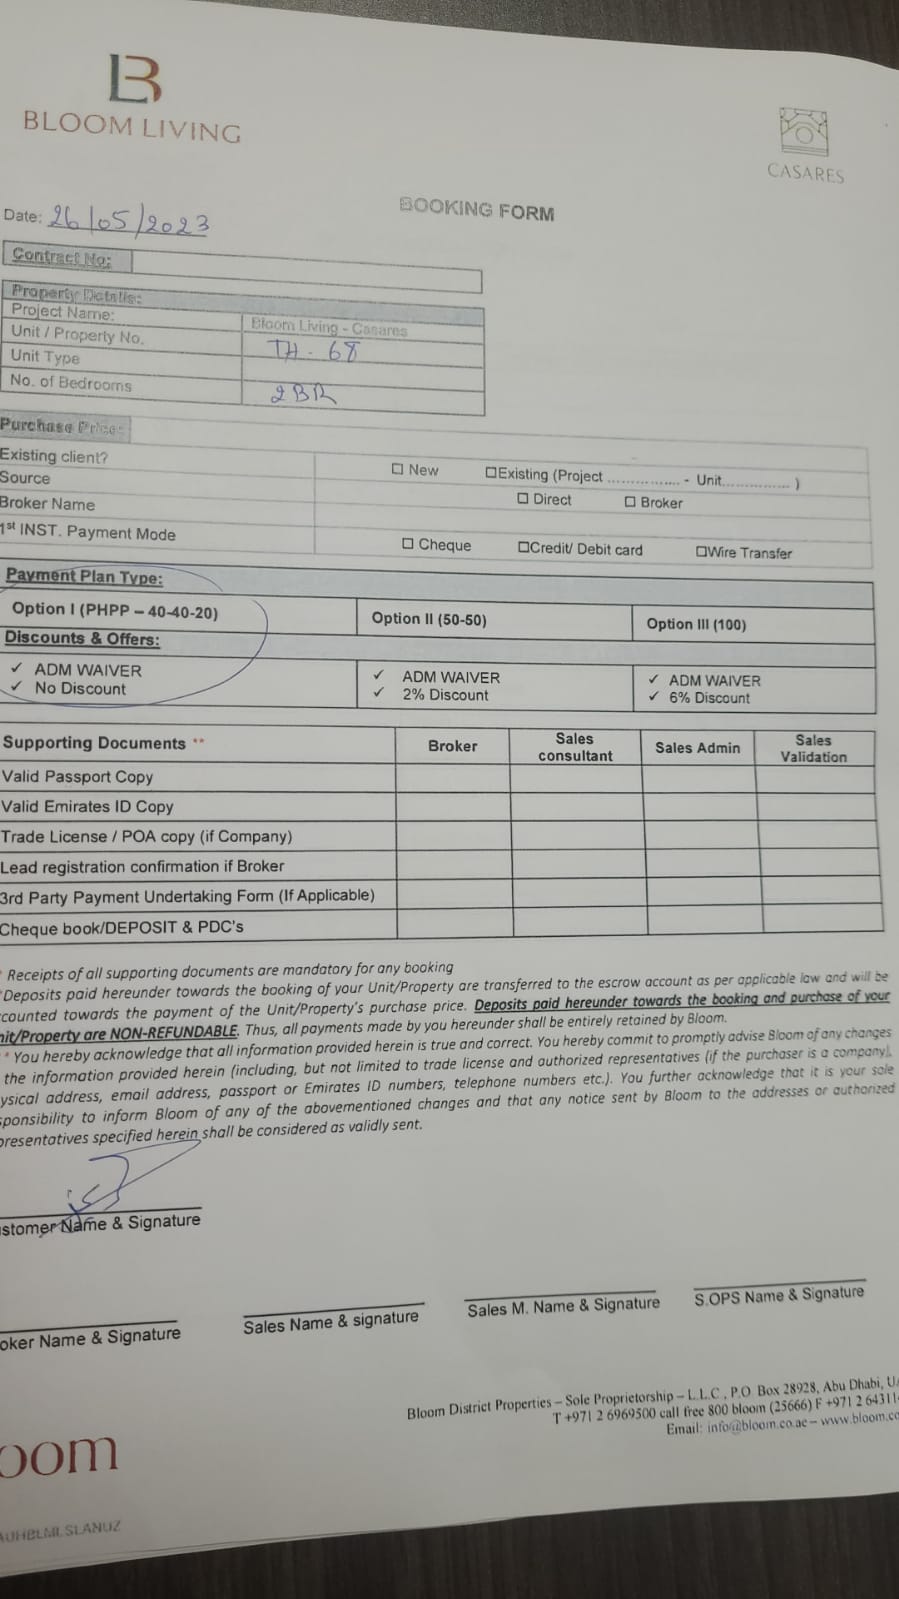 LB
BLOOM LIVING
CASARES
BOOKING FORM
Date: 26/05/2023
Contract No:
Property Details:
Project Name: Bloom Living - Casares
Unit / Property No. TH - 68
Unit Type
No. of Bedrooms 2BR
Purchase Price:
Existing client? ☐ New ☐Existing (Project ................ - Unit............... )
Source ☐ Direct ☐ Broker
Broker Name
1st INST. Payment Mode ☐ Cheque ☐Credit/ Debit card ☐Wire Transfer
Payment Plan Type:
Option I (PHPP – 40-40-20) Option II (50-50) Option III (100)
Discounts & Offers:
✓ ADM WAIVER ✓ ADM WAIVER ✓ ADM WAIVER
✓ No Discount ✓ 2% Discount ✓ 6% Discount
Supporting Documents ** Broker Sales consultant Sales Admin Sales Validation
Valid Passport Copy
Valid Emirates ID Copy
Trade License / POA copy (if Company)
Lead registration confirmation if Broker
3rd Party Payment Undertaking Form (If Applicable)
Cheque book/DEPOSIT & PDC's
* Receipts of all supporting documents are mandatory for any booking
*Deposits paid hereunder towards the booking of your Unit/Property are transferred to the escrow account as per applicable law and will be
counted towards the payment of the Unit/Property's purchase price. Deposits paid hereunder towards the booking and purchase of your
nit/Property are NON-REFUNDABLE. Thus, all payments made by you hereunder shall be entirely retained by Bloom.
* You hereby acknowledge that all information provided herein is true and correct. You hereby commit to promptly advise Bloom of any changes
the information provided herein (including, but not limited to trade license and authorized representatives (if the purchaser is a company),
ysical address, email address, passport or Emirates ID numbers, telephone numbers etc.). You further acknowledge that it is your sole
sponsibility to inform Bloom of any of the abovementioned changes and that any notice sent by Bloom to the addresses or authorized
presentatives specified herein shall be considered as validly sent.
ustomer Name & Signature
oker Name & Signature Sales Name & signature Sales M. Name & Signature S.OPS Name & Signature
Bloom District Properties – Sole Proprietorship – L.L.C., P.O. Box 28928, Abu Dhabi, U
T +971 2 6969500 call free 800 bloom (25666) F +971 2 64311
Email: info@bloom.co.ae – www.bloom.co
oom
AUHBLMLSLANUZ